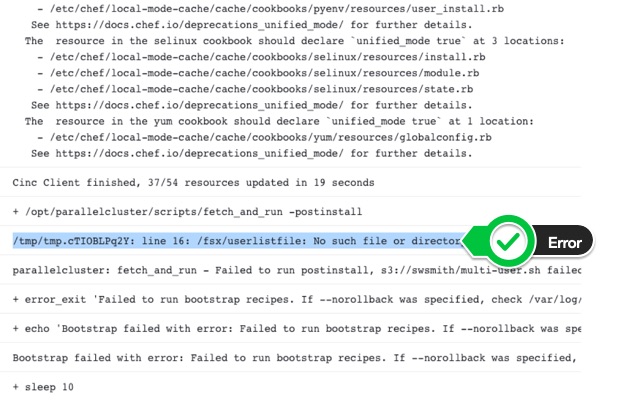 - /etc/chef/local-mode-cache/cache/cookbooks/pyenv/resources/user_install.rb
See https://docs.chef.io/deprecations_unified_mode/ for further details.
The  resource in the selinux cookbook should declare `unified_mode true` at 3 locations:
- /etc/chef/local-mode-cache/cache/cookbooks/selinux/resources/install.rb
- /etc/chef/local-mode-cache/cache/cookbooks/selinux/resources/module.rb
- /etc/chef/local-mode-cache/cache/cookbooks/selinux/resources/state.rb
See https://docs.chef.io/deprecations_unified_mode/ for further details.
The  resource in the yum cookbook should declare `unified_mode true` at 1 location:
- /etc/chef/local-mode-cache/cache/cookbooks/yum/resources/globalconfig.rb
See https://docs.chef.io/deprecations_unified_mode/ for further details.
Cinc Client finished, 37/54 resources updated in 19 seconds
+ /opt/parallelcluster/scripts/fetch_and_run -postinstall
/tmp/tmp.cTIOBLPq2Y: line 16: /fsx/userlistfile: No such file or director
Error
parallelcluster: fetch_and_run - Failed to run postinstall, s3://swsmith/multi-user.sh failed
+ error_exit 'Failed to run bootstrap recipes. If --norollback was specified, check /var/log/
+ echo 'Bootstrap failed with error: Failed to run bootstrap recipes. If --norollback was spe
Bootstrap failed with error: Failed to run bootstrap recipes. If --norollback was specified,
+ sleep 10